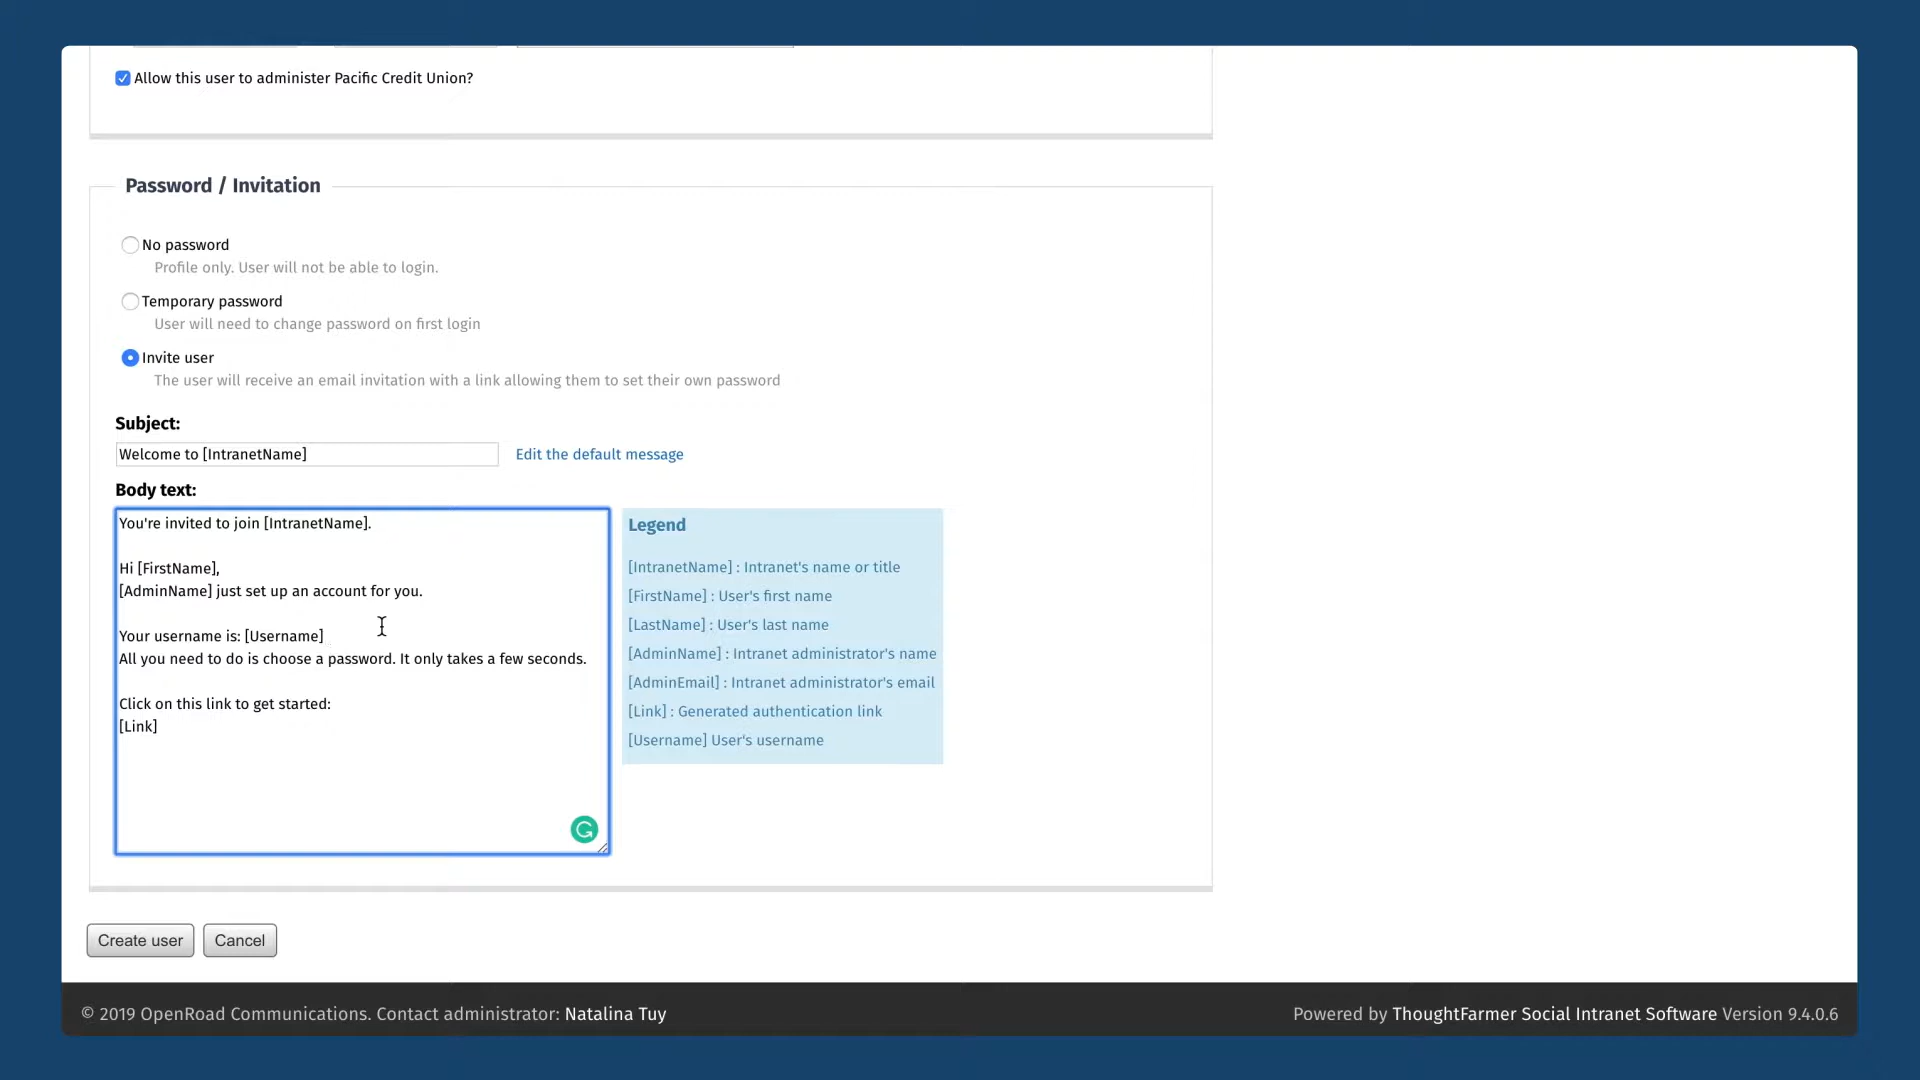 Allow this user to administer Pacific Credit Union?
Password / Invitation
No password
Profile only. User will not be able to login.
Temporary password
User will need to change password on first login
Invite user
The user will receive an email invitation with a link allowing them to set their own password
Subject:
Welcome to [IntranetName]
Edit the default message
Body text:
You're invited to join [IntranetName].
Hi [FirstName],
[AdminName] just set up an account for you.
Your username is: [Username]
All you need to do is choose a password. It only takes a few seconds.
Click on this link to get started:
[Link]
Legend
[IntranetName] : Intranet's name or title
[FirstName] : User's first name
[LastName] : User's last name
[AdminName] : Intranet administrator's name
[AdminEmail] : Intranet administrator's email
[Link] : Generated authentication link
[Username] User's username
Create user
Cancel
© 2019 OpenRoad Communications. Contact administrator: Natalina Tuy
Powered by ThoughtFarmer Social Intranet Software Version 9.4.0.6